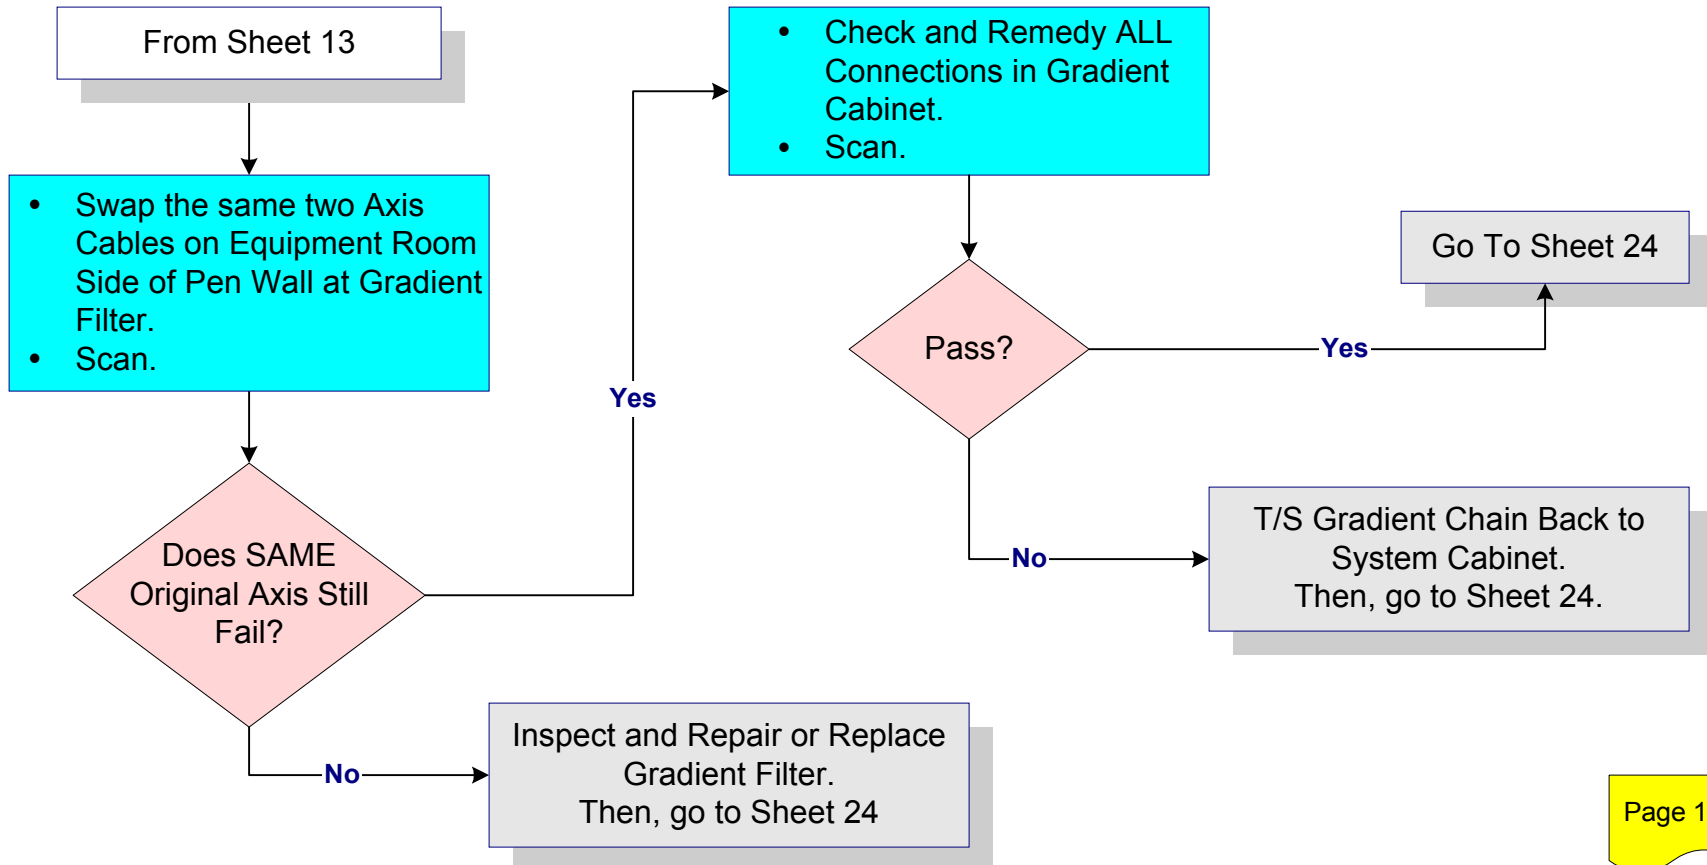 From Sheet 13
• Swap the same two Axis
Cables on Equipment Room
Side of Pen Wall at Gradient
Filter.
• Scan.
Does SAME
Original Axis Still
Fail?
No
Inspect and Repair or Replace
Gradient Filter.
Then, go to Sheet 24
Yes
• Check and Remedy ALL
Connections in Gradient
Cabinet.
• Scan.
Pass?
Yes
Go To Sheet 24
No
T/S Gradient Chain Back to
System Cabinet.
Then, go to Sheet 24.
Page 1